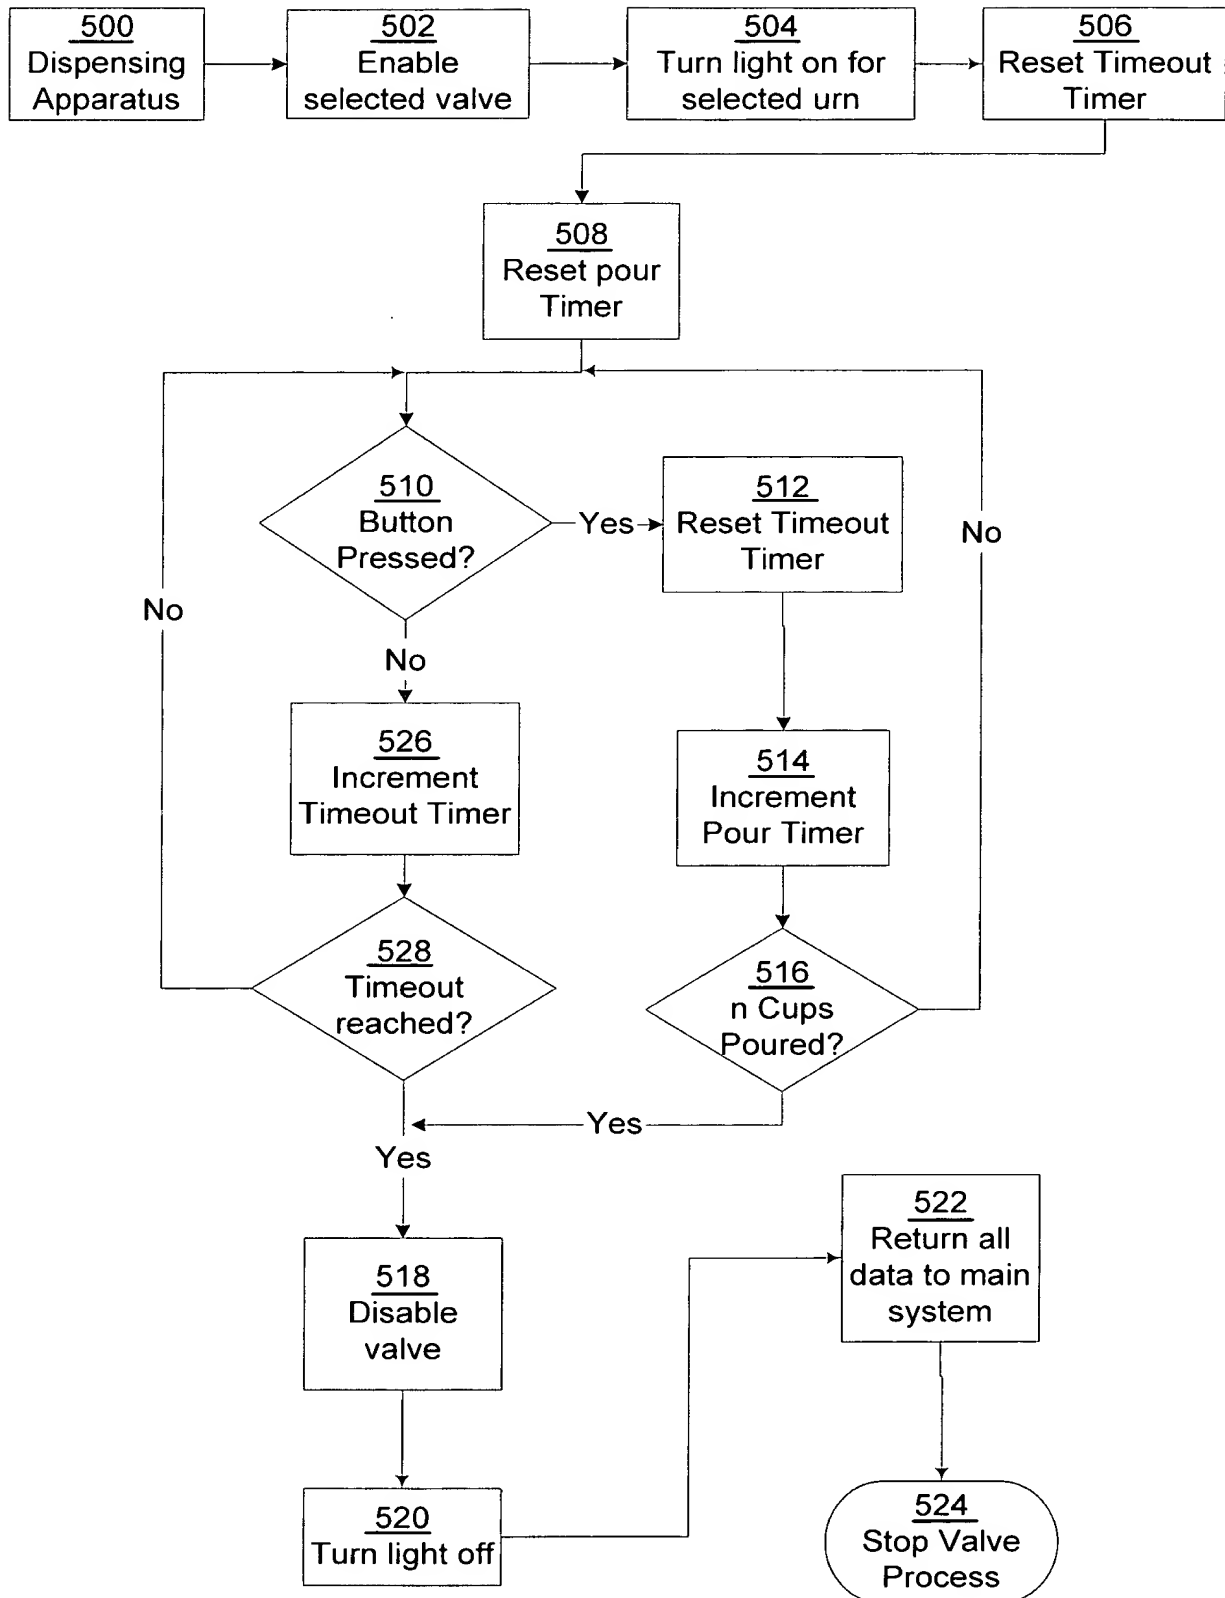 500
Dispensing
Apparatus
502
Enable
selected valve
504
Turn light on for
selected urn
506
Reset Timeout
Timer
508
Reset pour
Timer
510
Button
Pressed?
Yes
512
Reset Timeout
Timer
No
No
No
526
Increment
Timeout Timer
514
Increment
Pour Timer
528
Timeout
reached?
516
n Cups
Poured?
Yes
Yes
518
Disable
valve
522
Return all
data to main
system
520
Turn light off
524
Stop Valve
Process